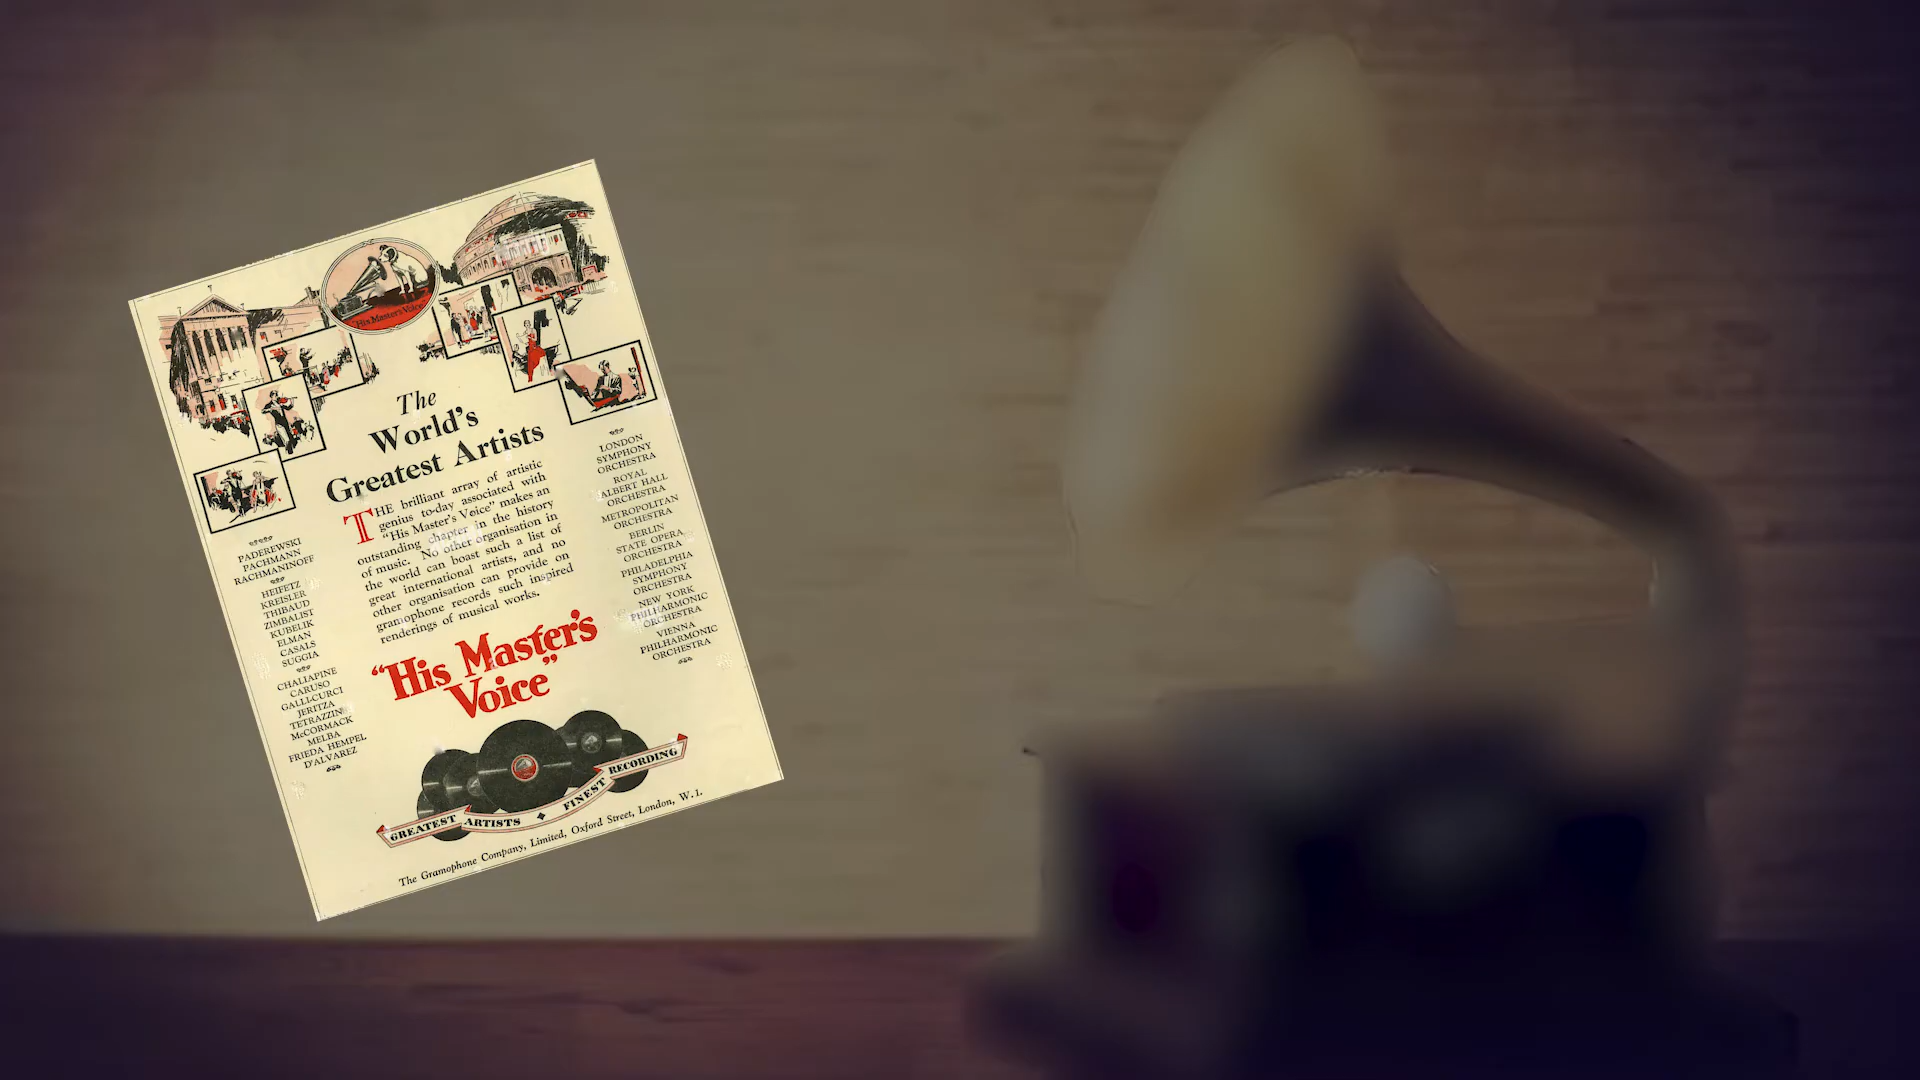 "His Master's Voice"
The
World's
Greatest Artists
THE brilliant array of artistic
genius to-day associated with
"His Master's Voice" makes an
outstanding chapter in the history
of music. No other organisation in
the world can boast such a list of
great international artists, and no
other organisation can provide on
gramophone records such inspired
renderings of musical works.
PADEREWSKI
PACHMANN
RACHMANINOFF
HEIFETZ
KREISLER
THIBAUD
ZIMBALIST
KUBELIK
ELMAN
CASALS
SUGGIA
CHALIAPINE
CARUSO
GALLI-CURCI
JERITZA
TETRAZZINI
McCORMACK
MELBA
FRIEDA HEMPEL
D'ALVAREZ
LONDON
SYMPHONY
ORCHESTRA
ROYAL
ALBERT HALL
ORCHESTRA
METROPOLITAN
ORCHESTRA
BERLIN
STATE OPERA
ORCHESTRA
PHILADELPHIA
SYMPHONY
ORCHESTRA
NEW YORK
PHILHARMONIC
ORCHESTRA
VIENNA
PHILHARMONIC
ORCHESTRA
"His Master's
Voice"
GREATEST ARTISTS FINEST RECORDING
The Gramophone Company, Limited, Oxford Street, London, W.1.